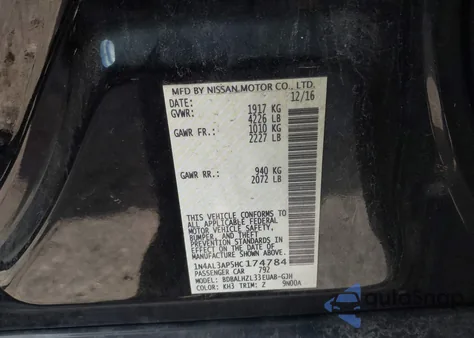 MFD BY NISSAN MOTOR CO., LTD.
DATE: 12/16
GVWR: 1917 KG
4226 LB
GAWR FR.: 1010 KG
2227 LB
GAWR RR.: 940 KG
2072 LB
THIS VEHICLE CONFORMS TO
ALL APPLICABLE FEDERAL
MOTOR VEHICLE SAFETY,
BUMPER, AND THEFT
PREVENTION STANDARDS IN
EFFECT ON THE DATE OF
MANUFACTURE SHOWN ABOVE.
1N4AL3AP5HC174784
PASSENGER CAR 792
MODEL: BDRALHZL33EUAB-GJH
COLOR: KH3 TRIM: Z 9N00A
autosnap